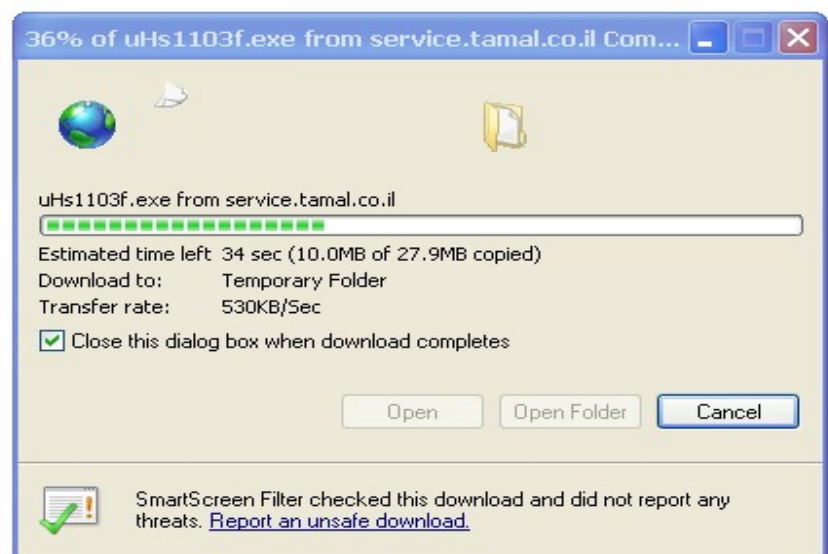 36% of uHs1103f.exe from service.tamal.co.il Com...
uHs1103f.exe from service.tamal.co.il
Estimated time left 34 sec (10.0MB of 27.9MB copied)
Download to: Temporary Folder
Transfer rate: 530KB/Sec
Close this dialog box when download completes
Open Open Folder Cancel
SmartScreen Filter checked this download and did not report any
threats. Report an unsafe download.